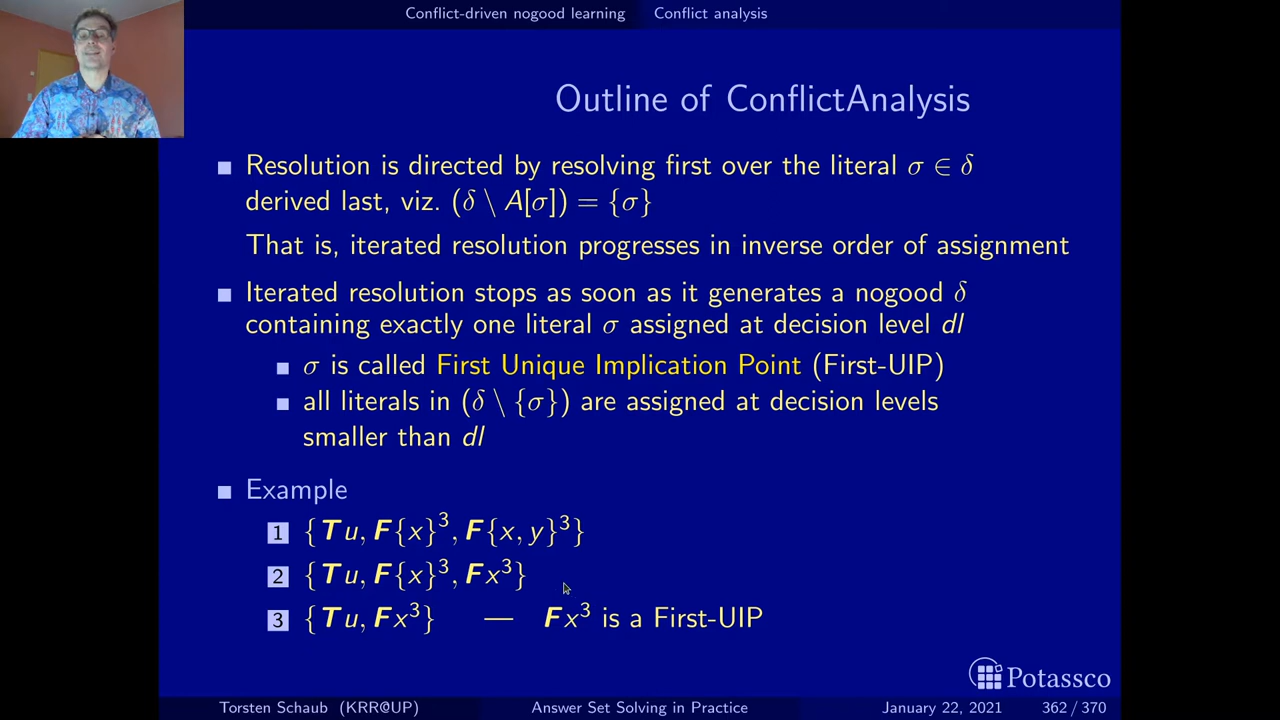 Conflict-driven nogood learning Conflict analysis
Outline of ConflictAnalysis
Resolution is directed by resolving first over the literal σ ∈ δ
derived last, viz. (δ \ A[σ]) = {σ}
That is, iterated resolution progresses in inverse order of assignment
Iterated resolution stops as soon as it generates a nogood δ
containing exactly one literal σ assigned at decision level dl
σ is called First Unique Implication Point (First-UIP)
all literals in (δ \ {σ}) are assigned at decision levels
smaller than dl
Example
1 {Tu, F{x}³, F{x, y}³}
2 {Tu, F{x}³, Fx³}
3 {Tu, Fx³} — Fx³ is a First-UIP
Potassco
Torsten Schaub (KRR@UP) Answer Set Solving in Practice January 22, 2021 362 / 370